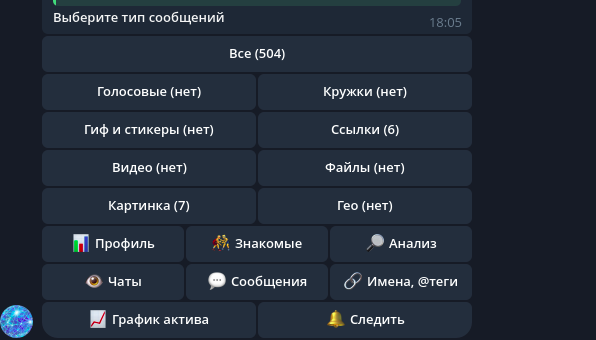 Выберите тип сообщений
18:05
Все (504)
Голосовые (нет) Кружки (нет)
Гиф и стикеры (нет) Ссылки (6)
Видео (нет) Файлы (нет)
Картинка (7) Гео (нет)
Профиль Знакомые Анализ
Чаты Сообщения Имена, @теги
График актива Следить